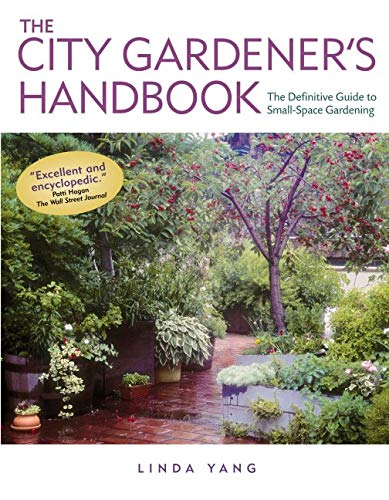 THE
CITY GARDENER'S
HANDBOOK
The Definitive Guide to
Small-Space Gardening
"Excellent and
encyclopedic."
Patti Hagan
The Wall Street Journal
LINDA YANG